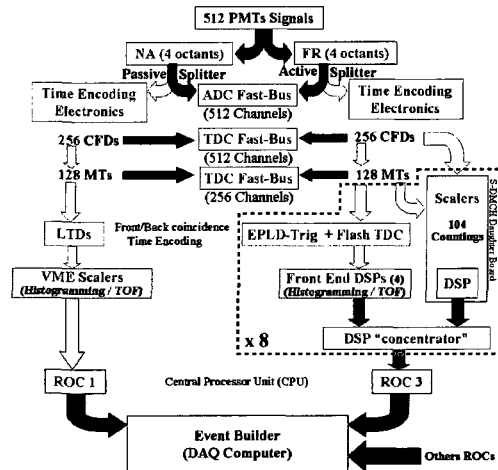 512 PMTs Signals
NA (4 octants)
FR (4 octants)
Passive Splitter
Active Splitter
Time Encoding
Electronics
ADC Fast-Bus
(512 Channels)
Time Encoding
Electronics
256 CFDs
TDC Fast-Bus
(512 Channels)
256 CFDs
128 MTs
TDC Fast-Bus
(256 Channels)
128 MTs
LTDs
Front/Back coincidence
Time Encoding
EPLD-Trig + Flash TDC
Scalers
104
Countings
DSP
S-DMCH Daugher Board
VME Scalers
(Histogramming / TOF)
Front End DSPs (4)
(Histogramming / TOF)
x 8
DSP "concentrator"
ROC 1
Central Processor Unit (CPU)
ROC 3
Event Builder
(DAQ Computer)
Others ROCs